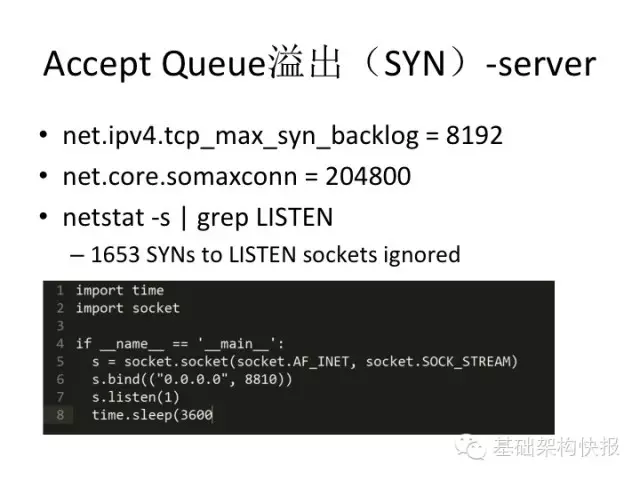 Accept Queue溢出（SYN）-server
• net.ipv4.tcp_max_syn_backlog = 8192
• net.core.somaxconn = 204800
• netstat -s | grep LISTEN
– 1653 SYNs to LISTEN sockets ignored
1 import time
2 import socket
3
4 if __name__ == '__main__':
5   s = socket.socket(socket.AF_INET, socket.SOCK_STREAM)
6   s.bind(("0.0.0.0", 8810))
7   s.listen(1)
8   time.sleep(3600
基础架构快报